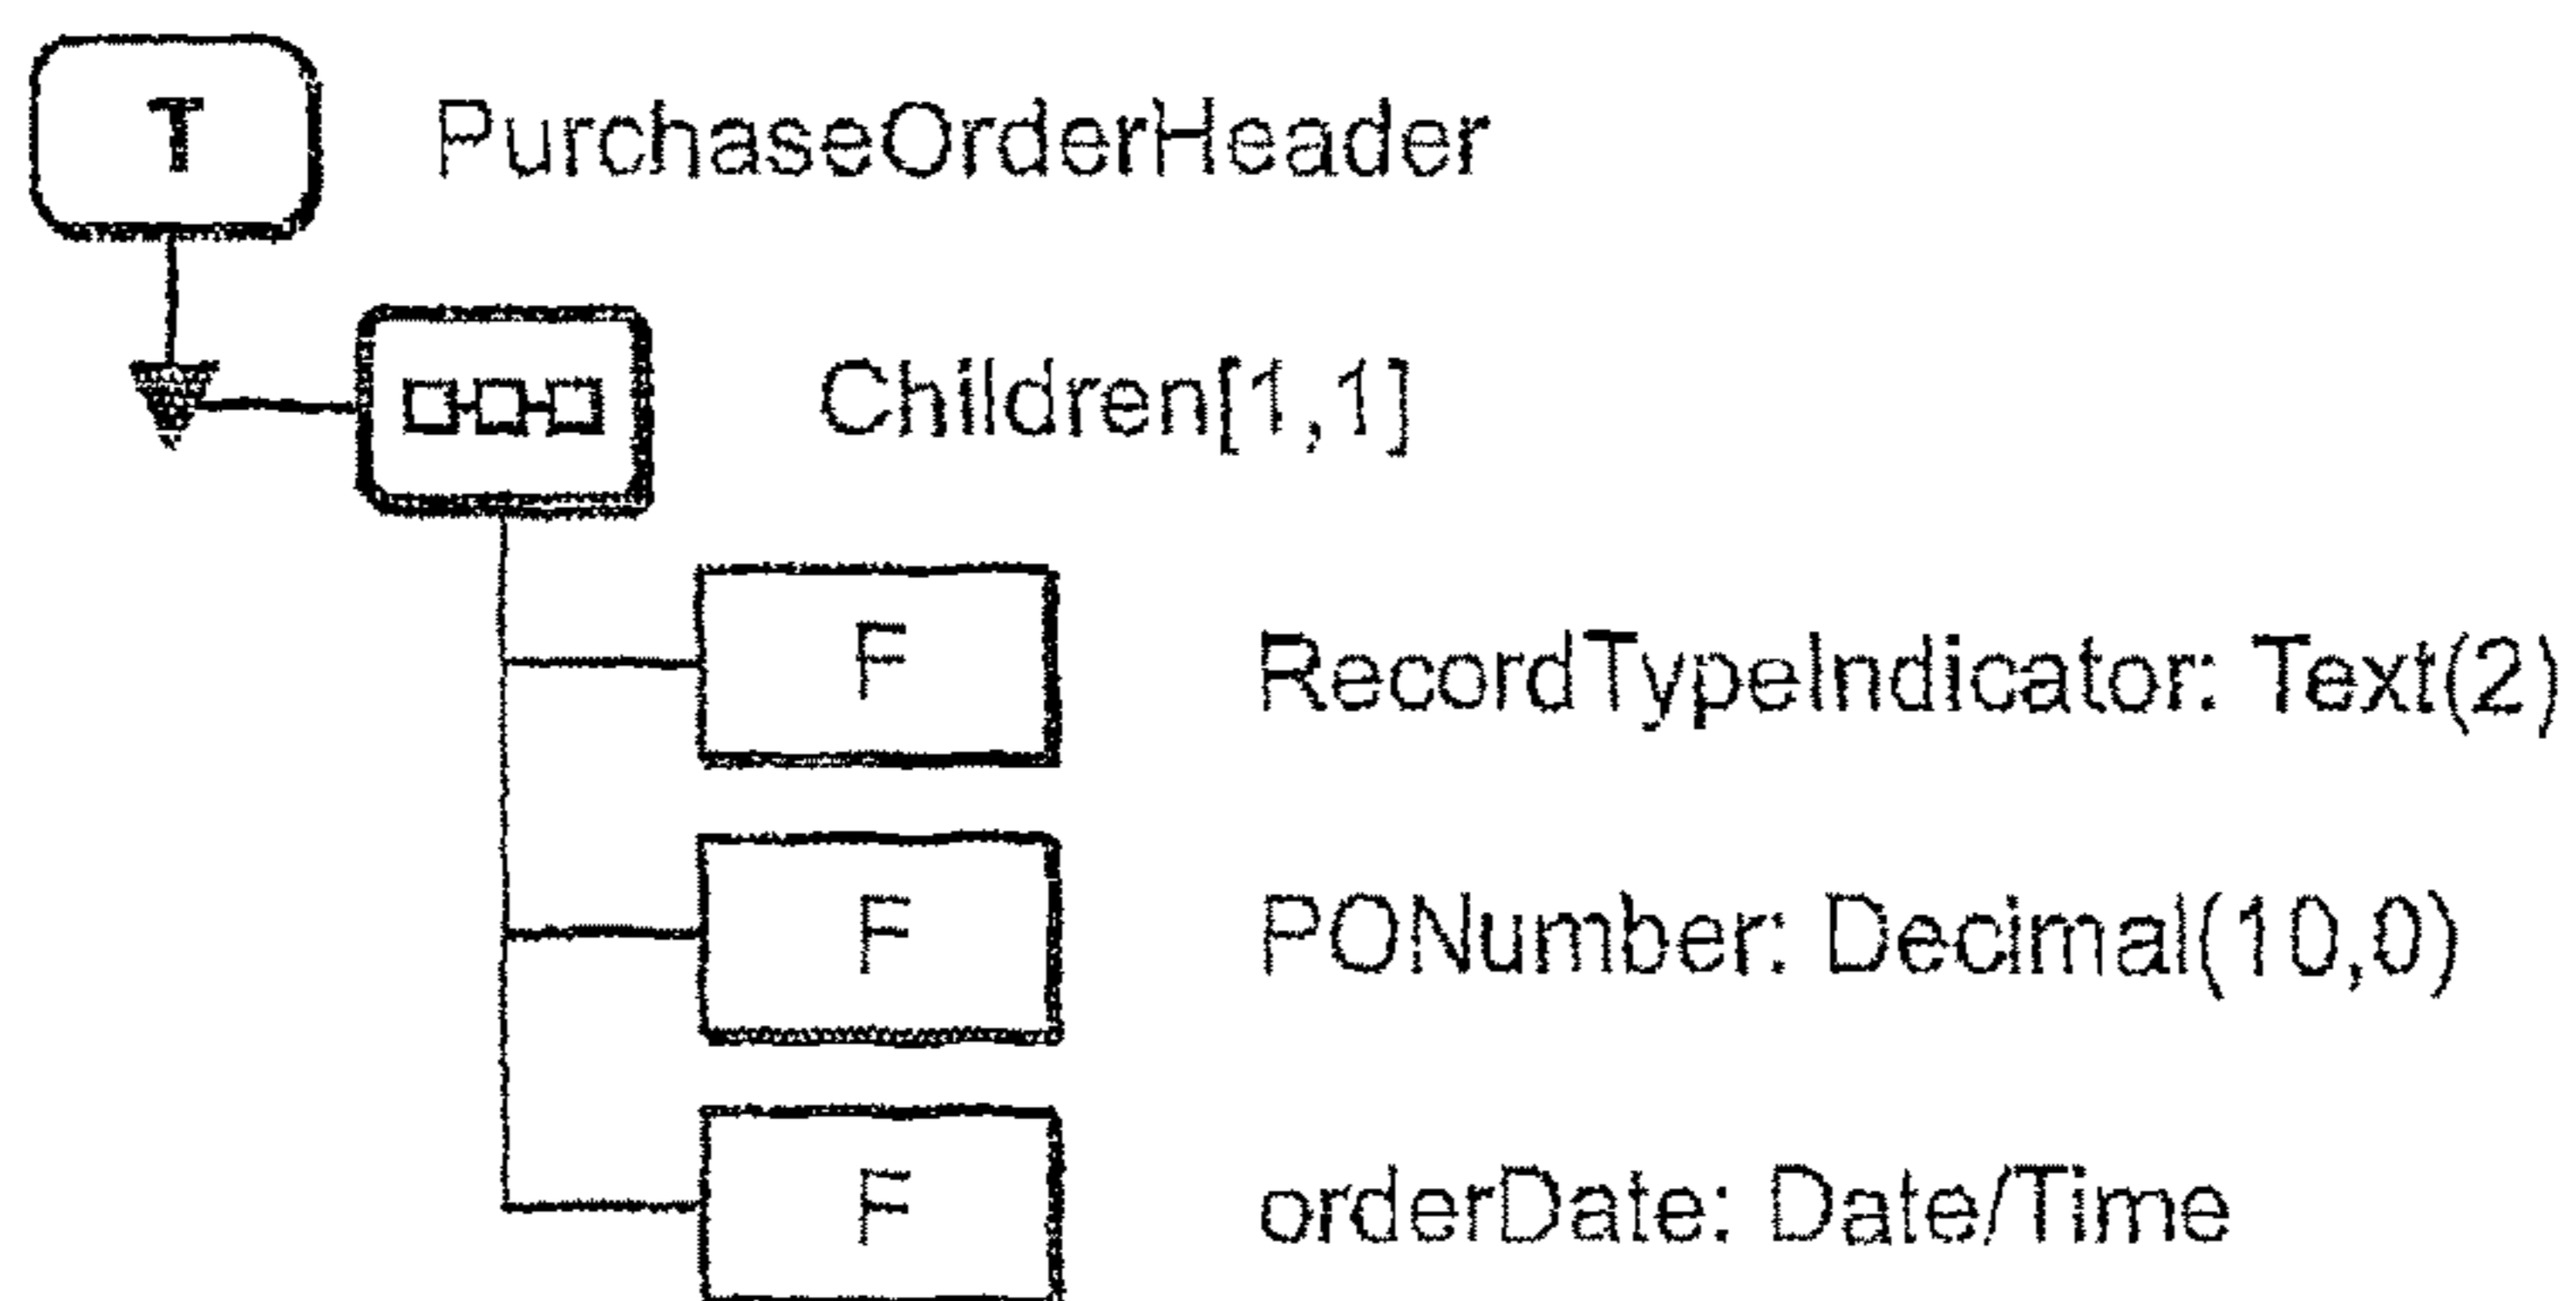 T PurchaseOrderHeader
Children[1,1]
F RecordTypeIndicator: Text(2)
F PONumber: Decimal(10,0)
F orderDate: Date/Time